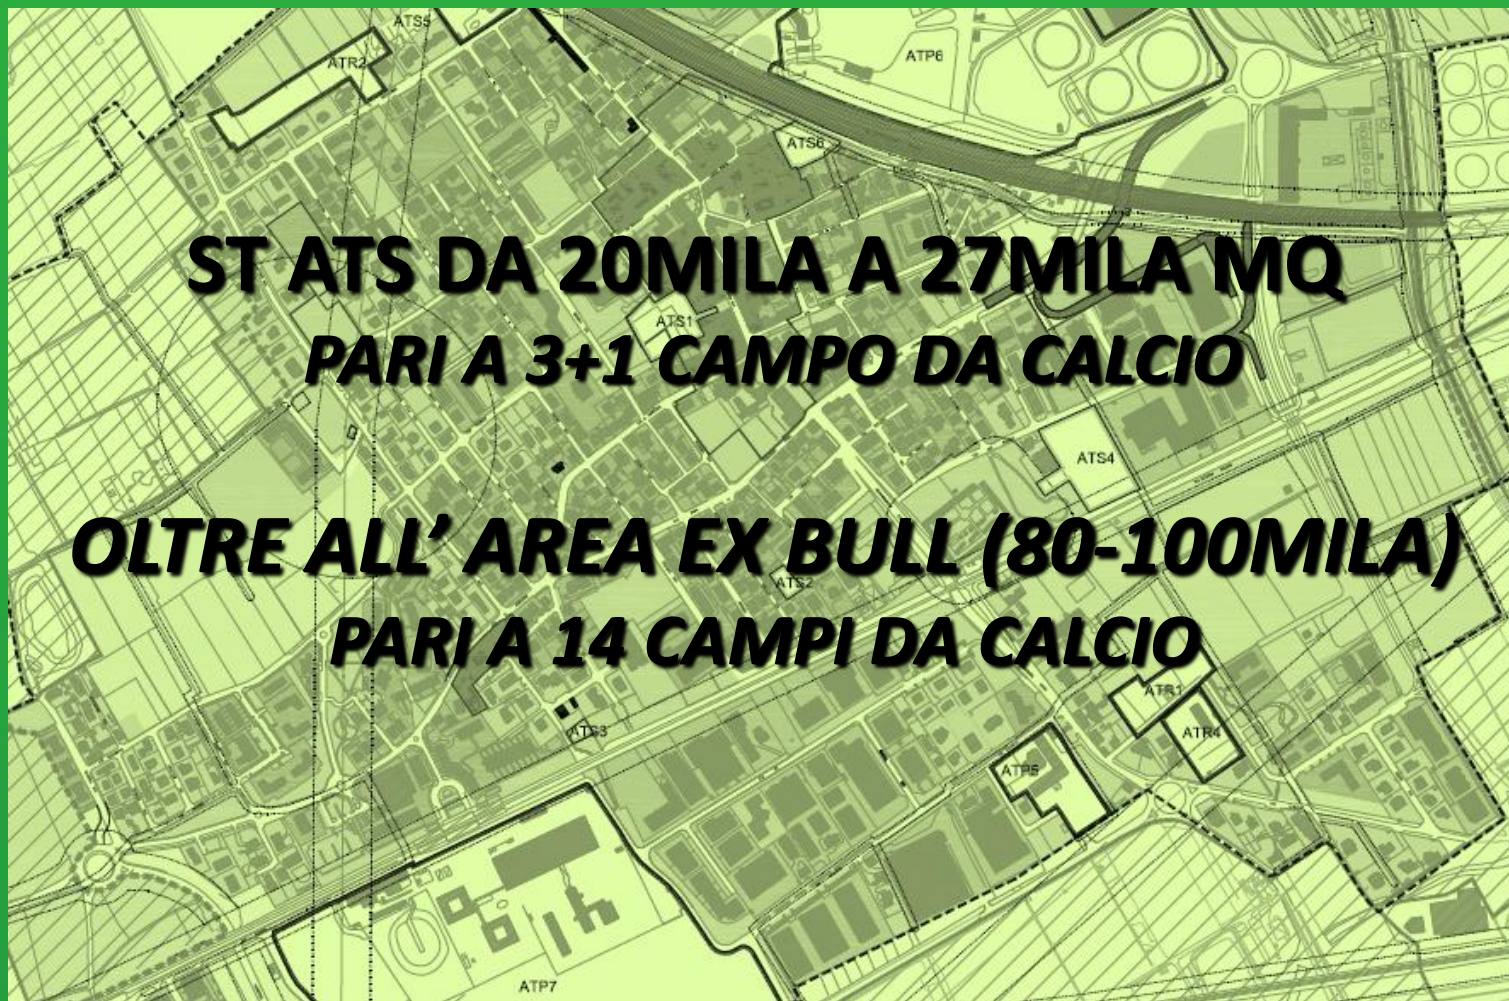 ATS5
ATR2
ATP6
ATS6
ST ATS DA 20MILA A 27MILA MQ
ATS1
PARI A 3+1 CAMPO DA CALCIO
ATS4
OLTRE ALL' AREA EX BULL (80-100MILA)
ATS2
PARI A 14 CAMPI DA CALCIO
ATR1
ATS3
ATR4
ATP5
ATP7